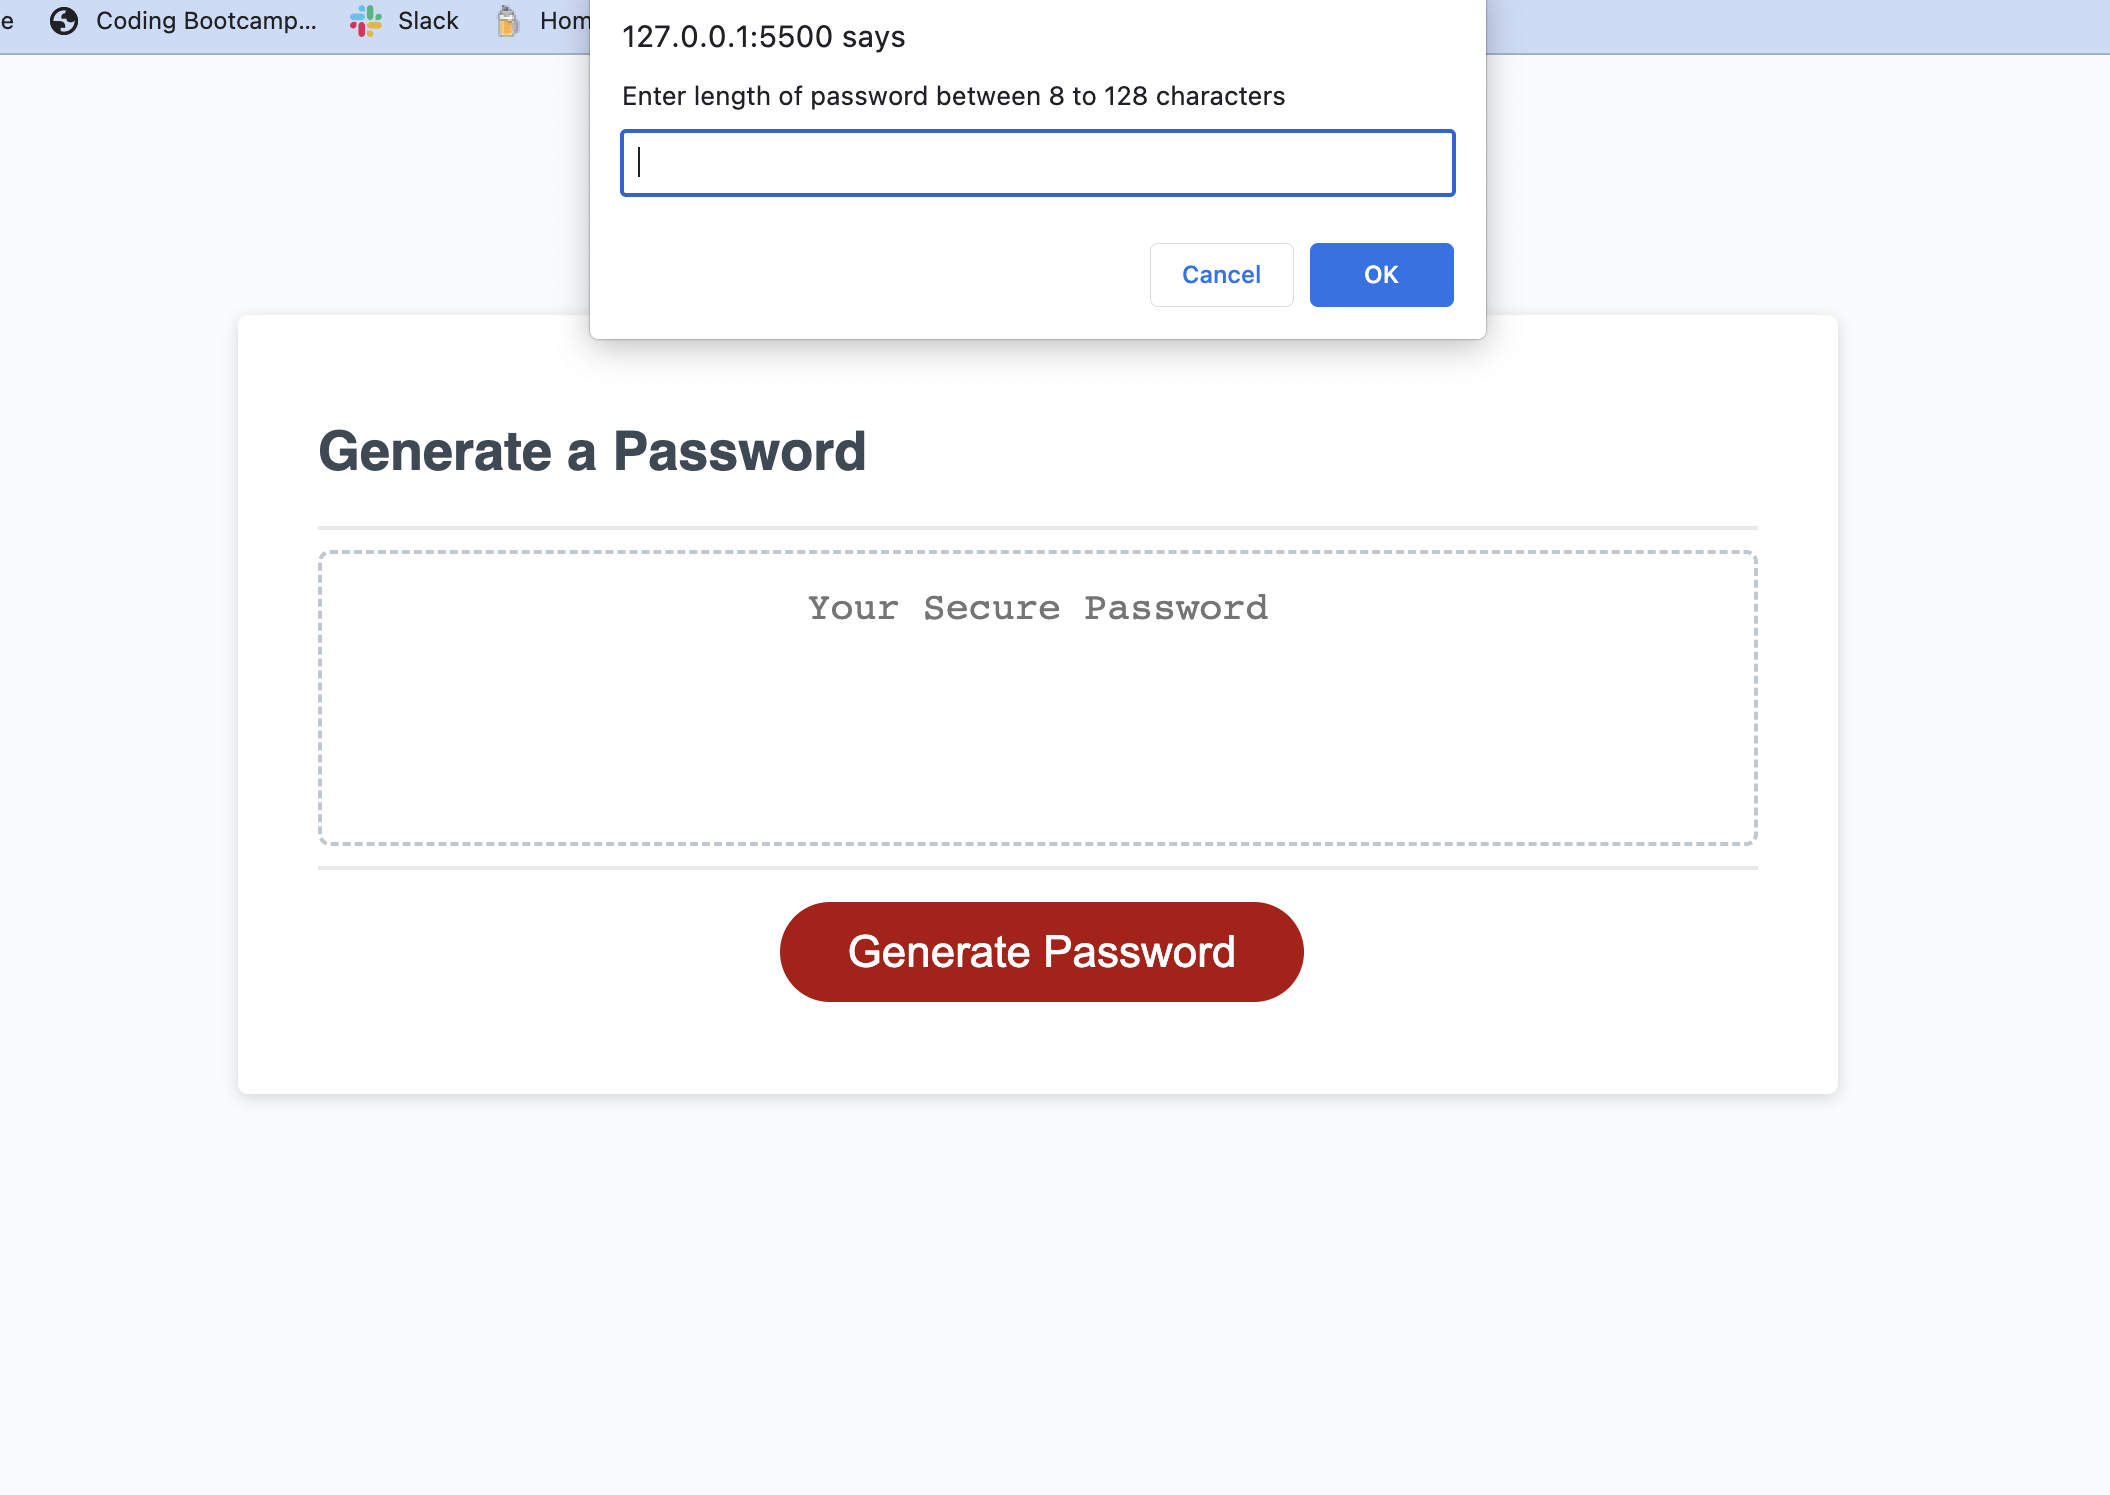 e Coding Bootcamp... Slack Hom
127.0.0.1:5500 says
Enter length of password between 8 to 128 characters
Cancel OK
Generate a Password
Your Secure Password
Generate Password